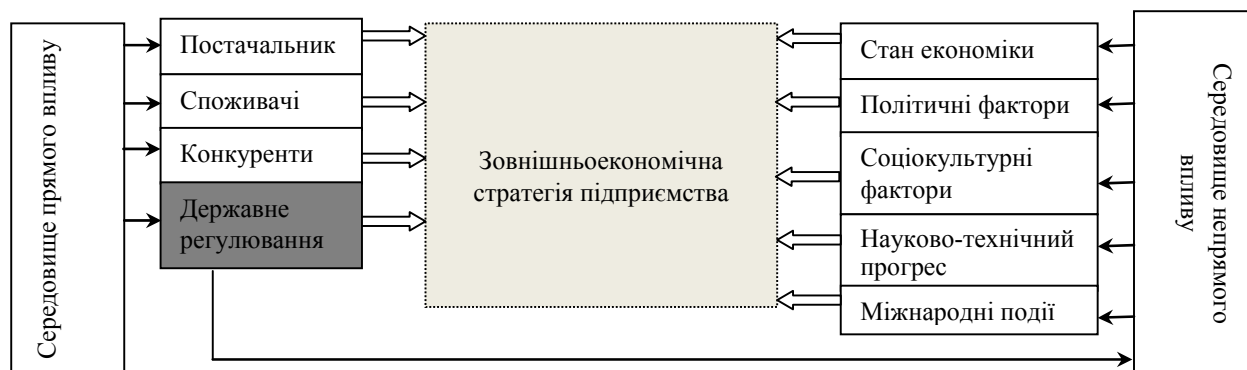 Середовище прямого впливу
Постачальник
Споживачі
Конкуренти
Державне
регулювання
Зовнішньоекономічна
стратегія підприємства
Стан економіки
Політичні фактори
Соціокультурні
фактори
Науково-технічний
прогрес
Міжнародні події
Середовище непрямого
впливу